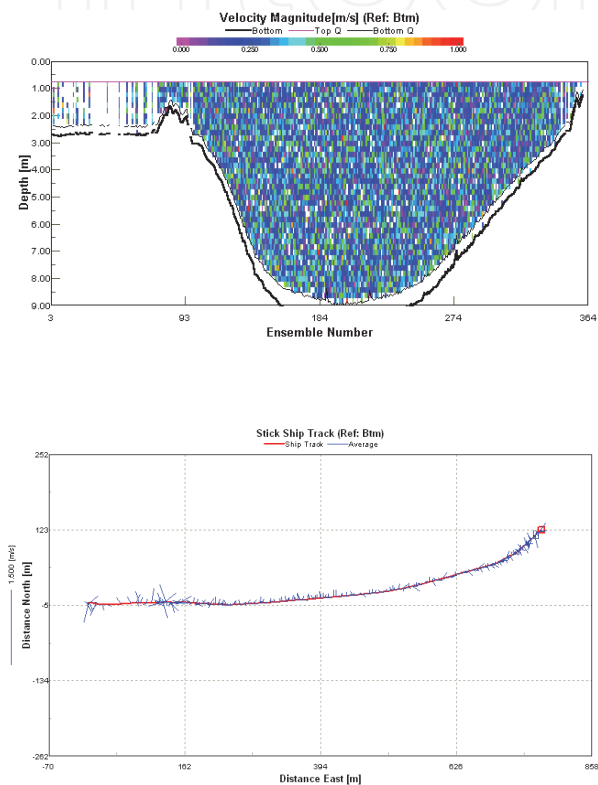 Velocity Magnitude[m/s] (Ref: Btm)
Bottom Top Q Bottom Q
0.000 0.250 0.500 0.750 1.000
0.00
1.00
2.00
3.00
4.00
5.00
6.00
7.00
8.00
9.00
Depth [m]
3 93 184 274 364
Ensemble Number
Stick Ship Track (Ref: Btm)
Ship Track Average
252
123
-5
-134
-262
1.500 [m/s]
Distance North [m]
-70 162 394 626 858
Distance East [m]